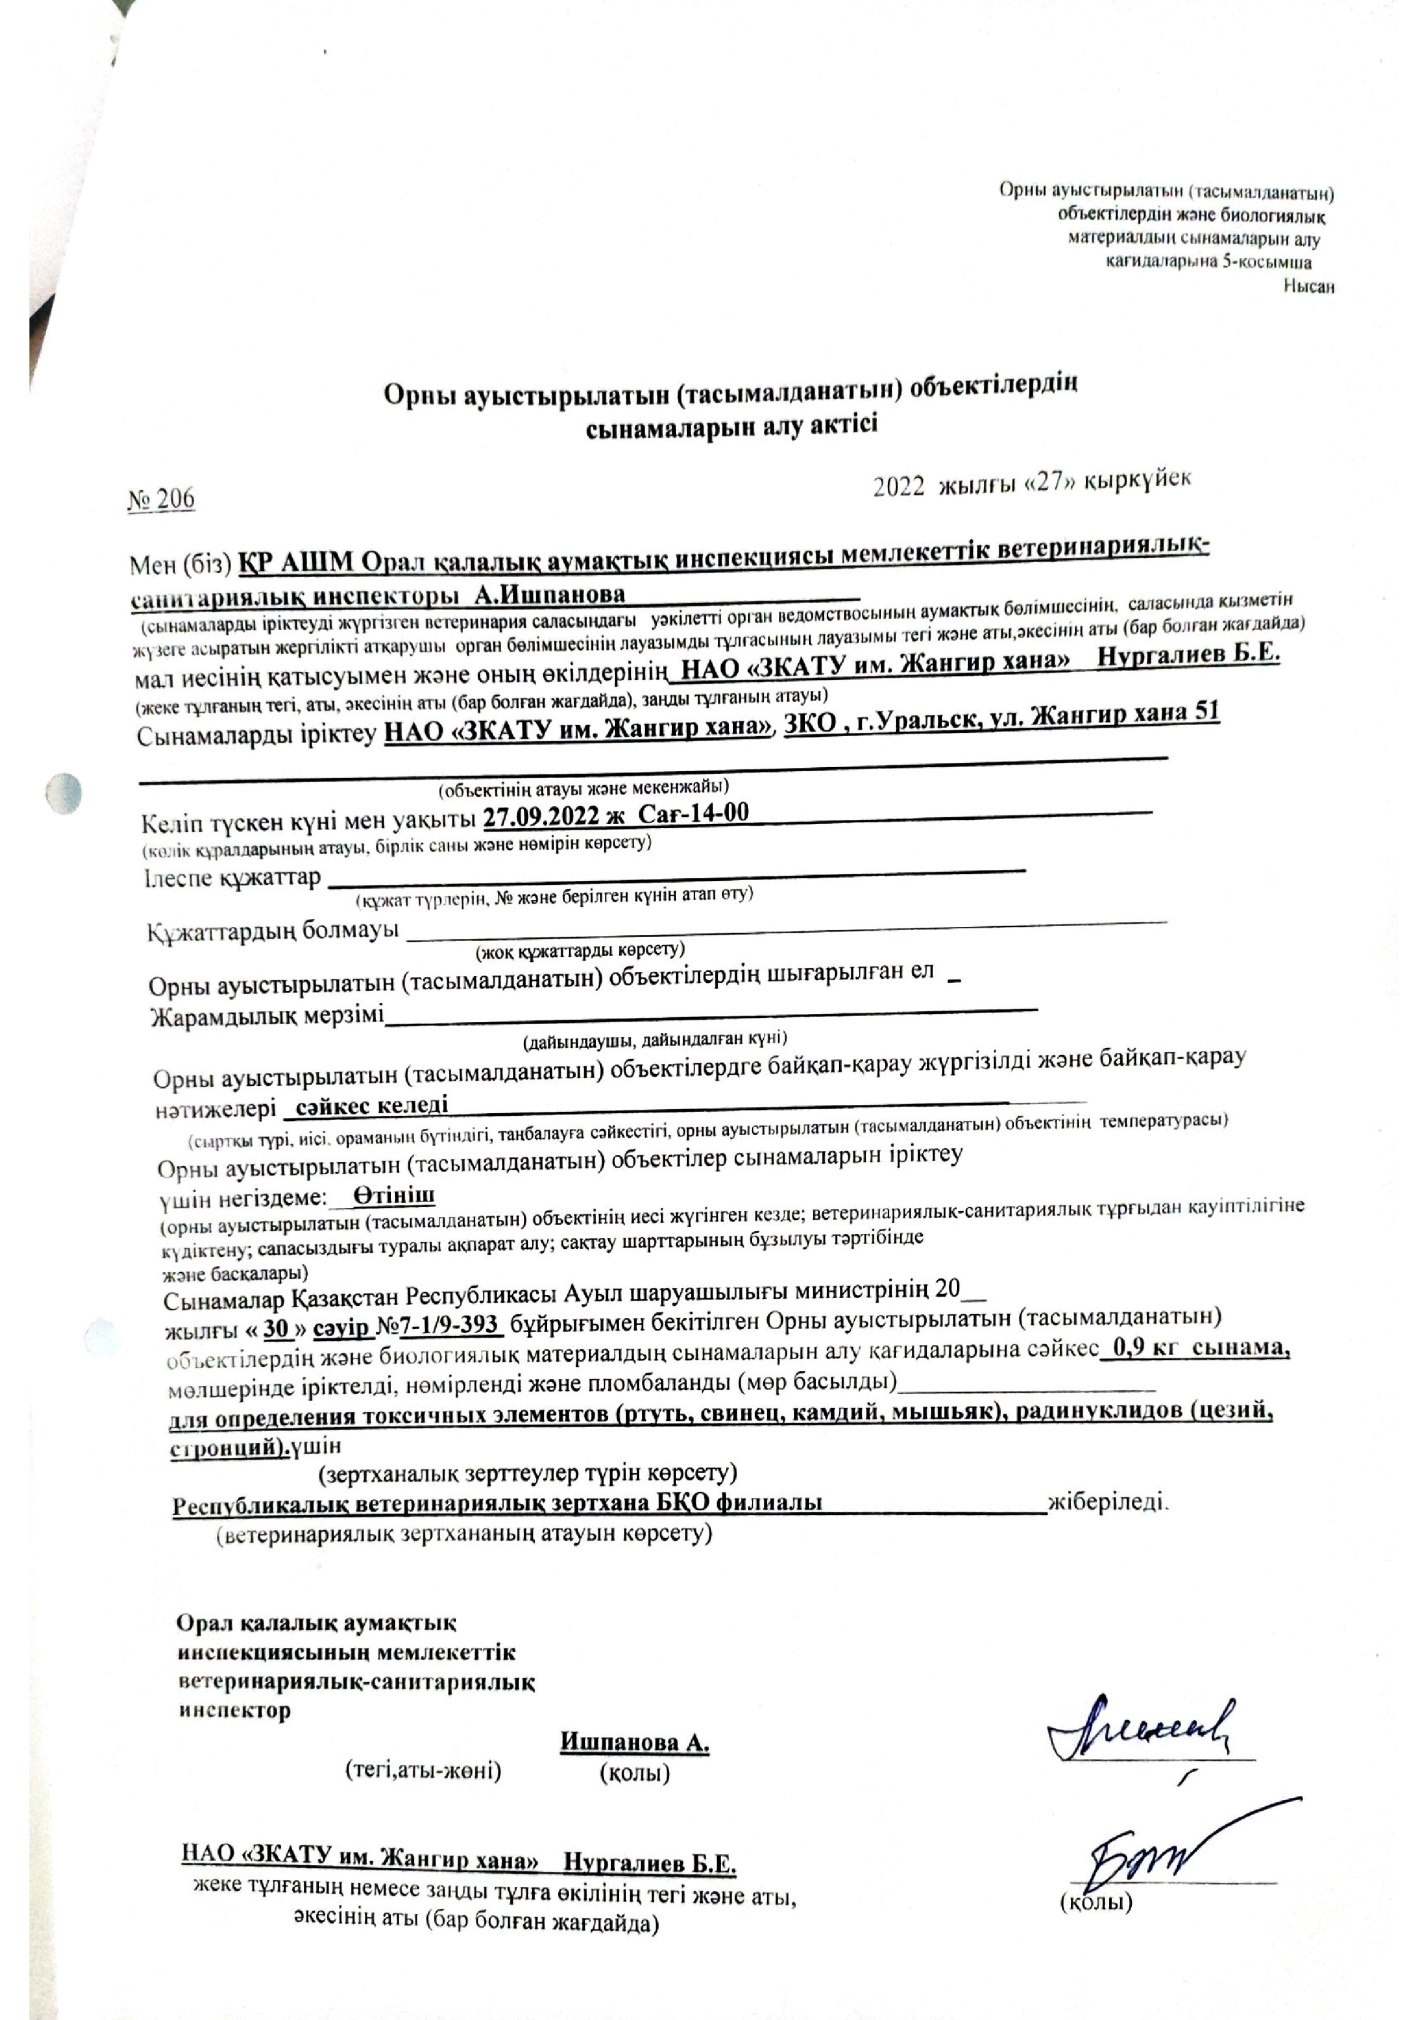 Орны ауыстырылатын (тасымалданатын)
объектілердін және биологиялық
материалдың сынамаларын алу
кағидаларына 5-косымша
Нысан
Орны ауыстырылатын (тасымалданатын) объектілердің
сынамаларын алу актісі
№ 206
2022 жылғы «27» қыркүйек
Мен (біз) ҚР АШМ Орал қалалық аумақтық инспекциясы мемлекеттік ветеринариялық-
санитариялық инспекторы А.Ишпанова
(сынамаларды іріктеуді жүргізген ветеринария саласындағы уәкілетті орган ведомствосының аумақтық бөлімшесінің, саласында қызметін
жүзеге асыратын жергілікті атқарушы орган бөлімшесінің лауазымды тұлғасының лауазымы тегі және аты,әкесінің аты (бар болған жағдайда)
мал иесінің қатысуымен және оның өкілдерінің НАО «ЗКАТУ им. Жангир хана» Нургалиев Б.Е.
(жеке тұлғаның тегі, аты, әкесінің аты (бар болған жағдайда), заңды тұлғаның атауы)
Сынамаларды іріктеу НАО «ЗКАТУ им. Жангир хана», ЗКО , г.Уральск, ул. Жангир хана 51
(объектінің атауы және мекенжайы)
Келіп түскен күні мен уақыты 27.09.2022 ж Сағ-14-00
(көлік құралдарының атауы, бірлік саны және нөмірін көрсету)
Ілеспе құжаттар
(құжат түрлерін, № және берілген күнін атап өту)
Құжаттардың болмауы
(жоқ құжаттарды көрсету)
Орны ауыстырылатын (тасымалданатын) объектілердің шығарылған ел _
Жарамдылық мерзімі
(дайындаушы, дайындалған күні)
Орны ауыстырылатын (тасымалданатын) объектілердге байқап-қарау жүргізілді және байқап-қарау
нәтижелері сәйкес келеді
(сыртқы түрі, иісі, ораманың бүтіндігі, таңбалауға сәйкестігі, орны ауыстырылатын (тасымалданатын) объектінің температурасы)
Орны ауыстырылатын (тасымалданатын) объектілер сынамаларын іріктеу
үшін негіздеме: Өтініш
(орны ауыстырылатын (тасымалданатын) объектінің иесі жүгінген кезде; ветеринариялық-санитариялық тұрғыдан қауіптілігіне
күдіктену; сапасыздығы туралы ақпарат алу; сақтау шарттарының бұзылуы тәртібінде
және басқалары)
Сынамалар Қазақстан Республикасы Ауыл шаруашылығы министрінің 20__
жылғы « 30 » сәуір №7-1/9-393 бұйрығымен бекітілген Орны ауыстырылатын (тасымалданатын)
объектілердің және биологиялық материалдың сынамаларын алу қағидаларына сәйкес 0,9 кг сынама,
мөлшерінде іріктелді, нөмірленді және пломбаланды (мөр басылды)
для определения токсичных элементов (ртуть, свинец, камдий, мышьяк), радинуклидов (цезий,
стронций).үшін
(зертханалық зерттеулер түрін көрсету)
Республикалық ветеринариялық зертхана БҚО филиалы жіберіледі.
(ветеринариялық зертхананың атауын көрсету)
Орал қалалық аумақтық
инспекциясының мемлекеттік
ветеринариялық-санитариялық
инспектор
Ишпанова А.
(тегі,аты-жөні) (қолы)
НАО «ЗКАТУ им. Жангир хана» Нургалиев Б.Е.
жеке тұлғаның немесе заңды тұлға өкілінің тегі және аты,
әкесінің аты (бар болған жағдайда)
(қолы)